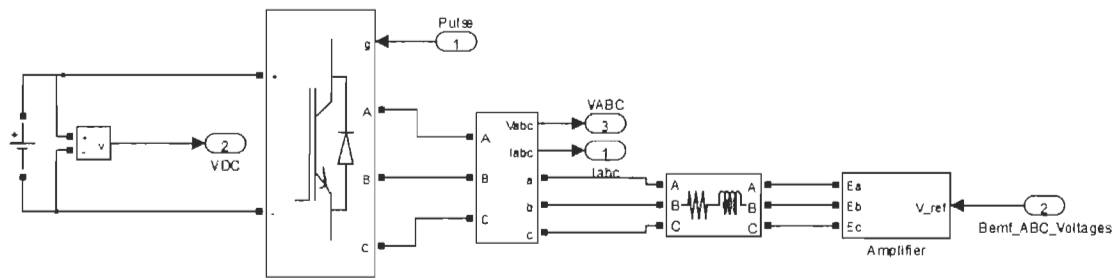 Pulse
1
g
+
A
B
C
-
+
+
-
v
2
VDC
A
B
C
Vabc
Iabc
a
b
c
VABC
3
1
Iabc
A
B
C
A
B
C
Ea
Eb
Ec
V_ref
Amplifier
2
Bemf_ABC_Voltages